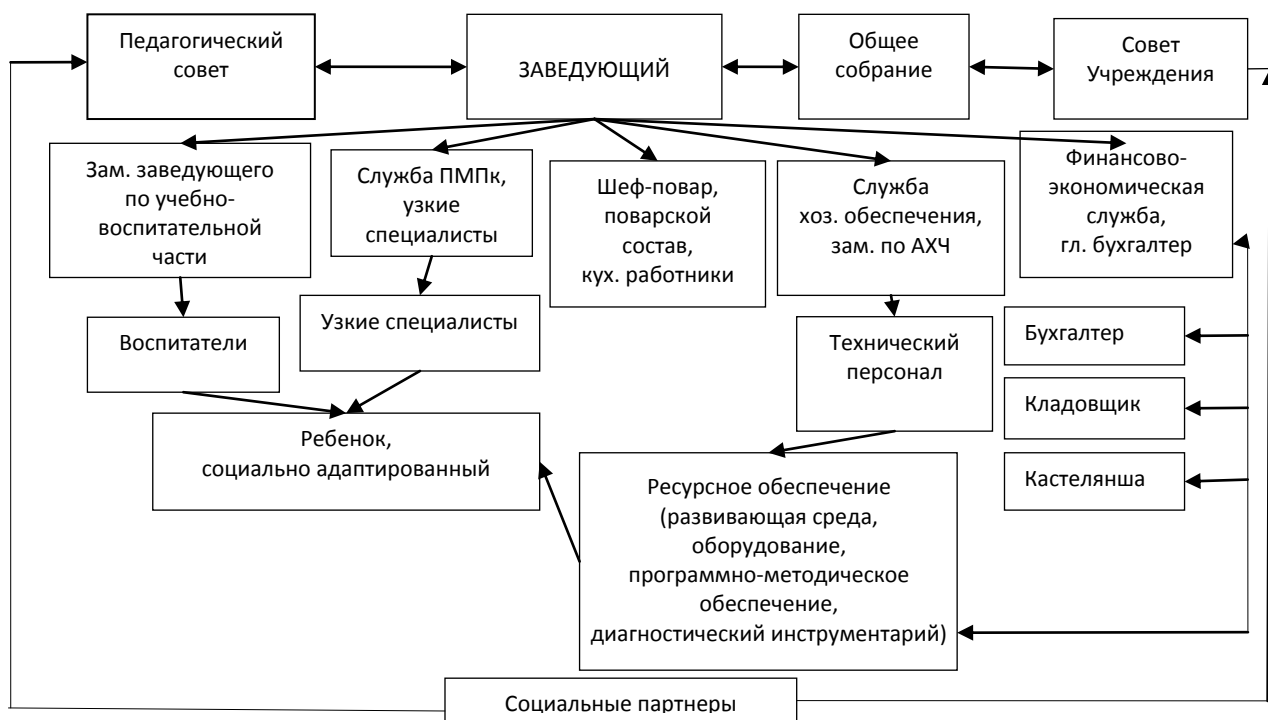 Педагогический
совет
ЗАВЕДУЮЩИЙ
Общее
собрание
Совет
Учреждения
Зам. заведующего
по учебно-
воспитательной
части
Служба ПМПк,
узкие
специалисты
Шеф-повар,
поварской
состав,
кух. работники
Служба
хоз. обеспечения,
зам. по АХЧ
Финансово-
экономическая
служба,
гл. бухгалтер
Воспитатели
Узкие специалисты
Технический
персонал
Бухгалтер
Кладовщик
Кастелянша
Ребенок,
социально адаптированный
Ресурсное обеспечение
(развивающая среда,
оборудование,
программно-методическое
обеспечение,
диагностический инструментарий)
Социальные партнеры